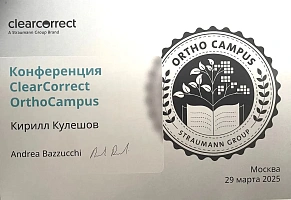 clearcorrect
A Straumann Group Brand
Конференция
ClearCorrect
OrthoCampus
Кирилл Кулешов
Andrea Bazzucchi
ORTHO CAMPUS
STRAUMANN GROUP
Москва
29 марта 2025